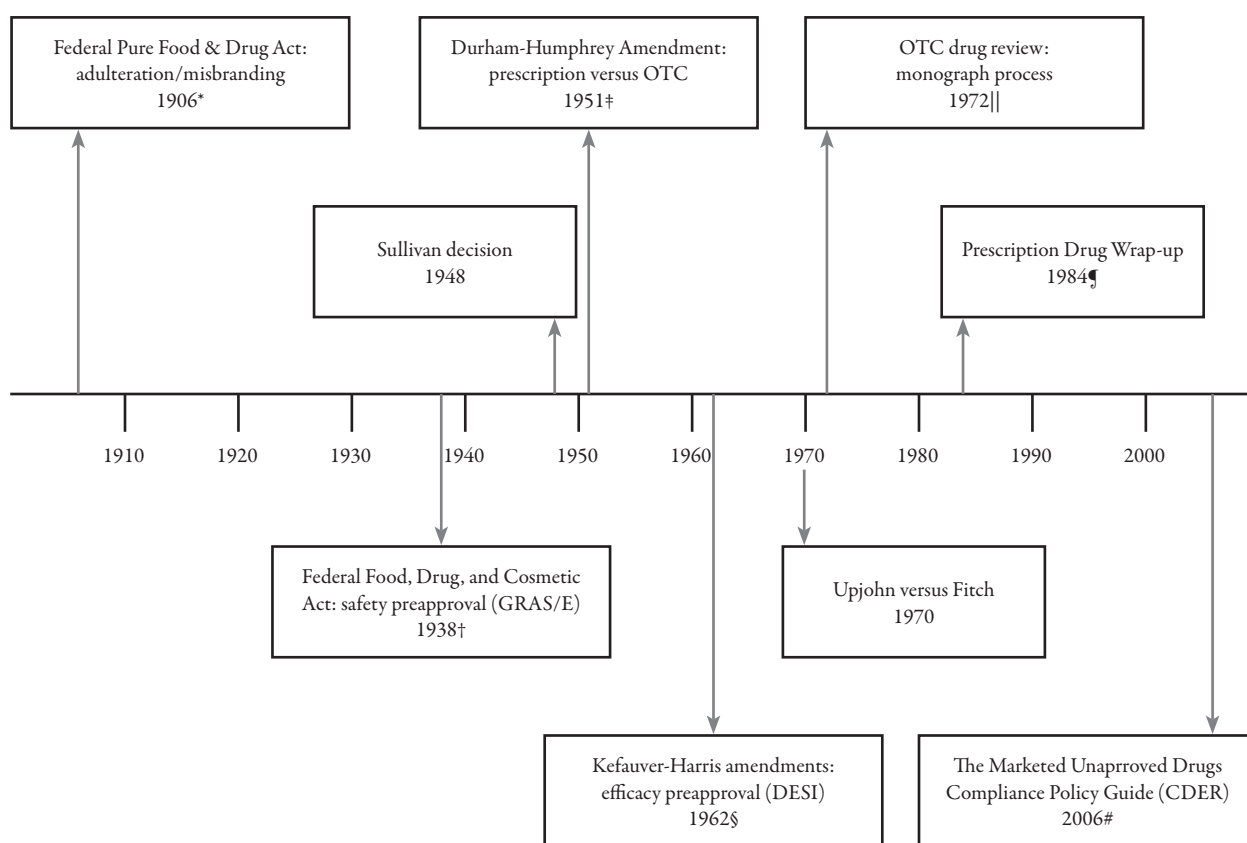 Federal Pure Food & Drug Act:
adulteration/misbranding
1906*
Durham-Humphrey Amendment:
prescription versus OTC
1951‡
OTC drug review:
monograph process
1972||
Sullivan decision
1948
Prescription Drug Wrap-up
1984¶
1910
1920
1930
1940
1950
1960
1970
1980
1990
2000
Federal Food, Drug, and Cosmetic
Act: safety preapproval (GRAS/E)
1938†
Upjohn versus Fitch
1970
Kefauver-Harris amendments:
efficacy preapproval (DESI)
1962§
The Marketed Unaprroved Drugs
Compliance Policy Guide (CDER)
2006#